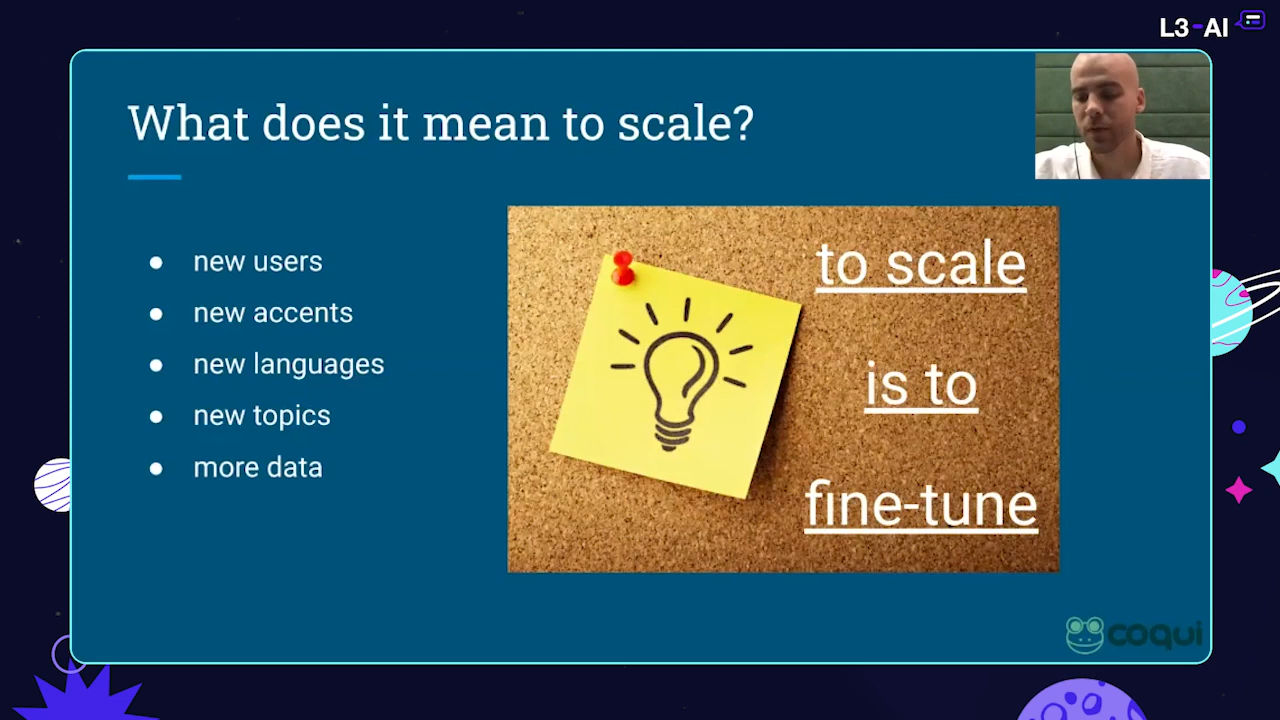 L3-AI
What does it mean to scale?
● new users
● new accents
● new languages
● new topics
● more data
to scale
is to
fine-tune
coqui